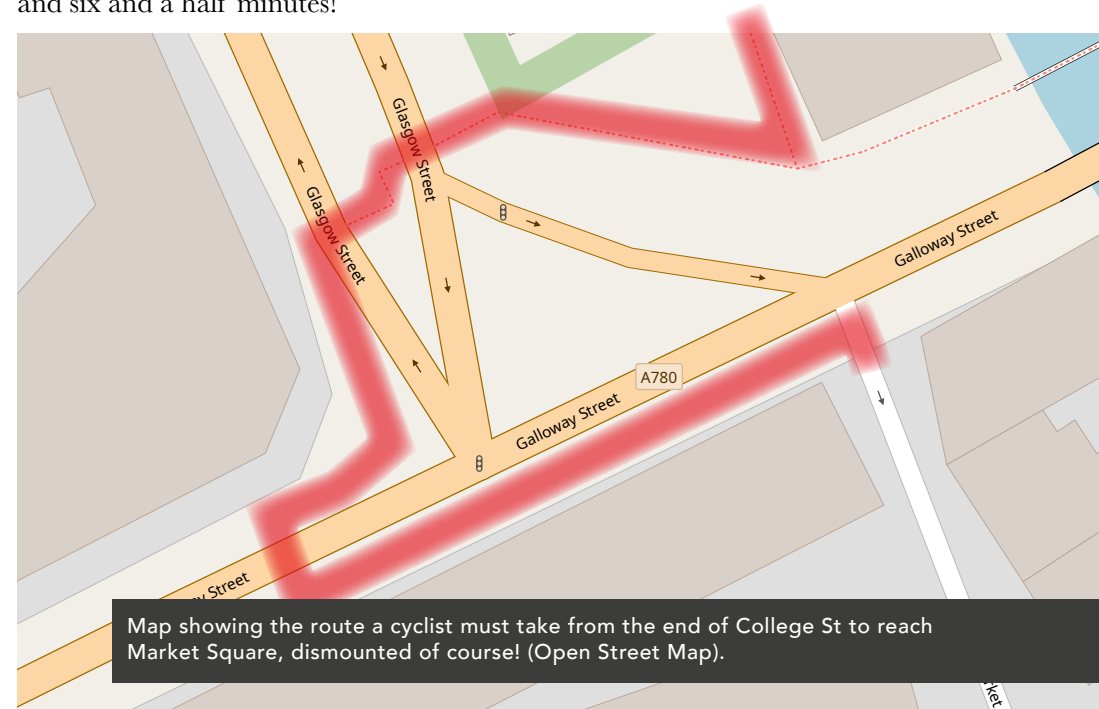 and six and a half minutes!
Glasgow Street
Glasgow Street
Galloway Street
A780
Galloway Street
Street
Map showing the route a cyclist must take from the end of College St to reach
Market Square, dismounted of course! (Open Street Map).